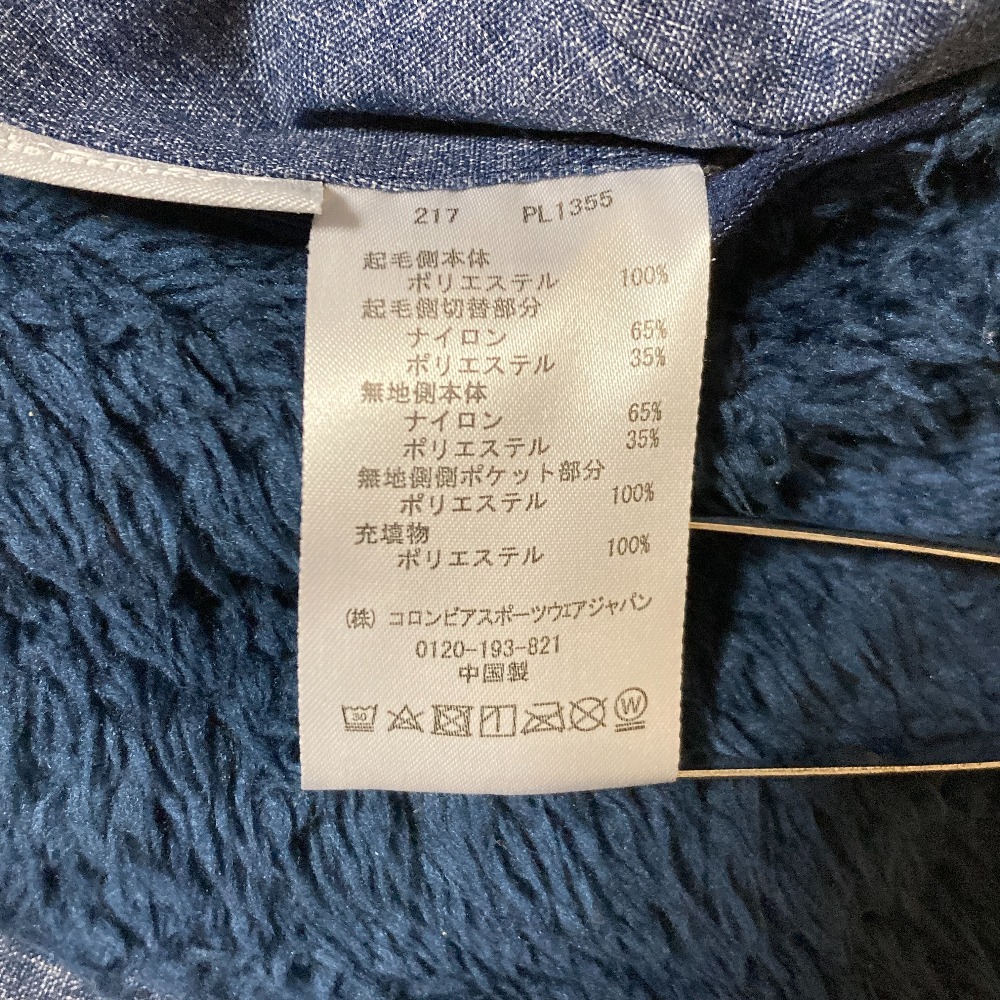 217 PL1355
起毛側本体
ポリエステル 100%
起毛側切替部分
ナイロン 65%
ポリエステル 35%
無地側本体
ナイロン 65%
ポリエステル 35%
無地側側ポケット部分
ポリエステル 100%
充填物
ポリエステル 100%
(株) コロンビアスポーツウェアジャパン
0120-193-821
中国製
30 W